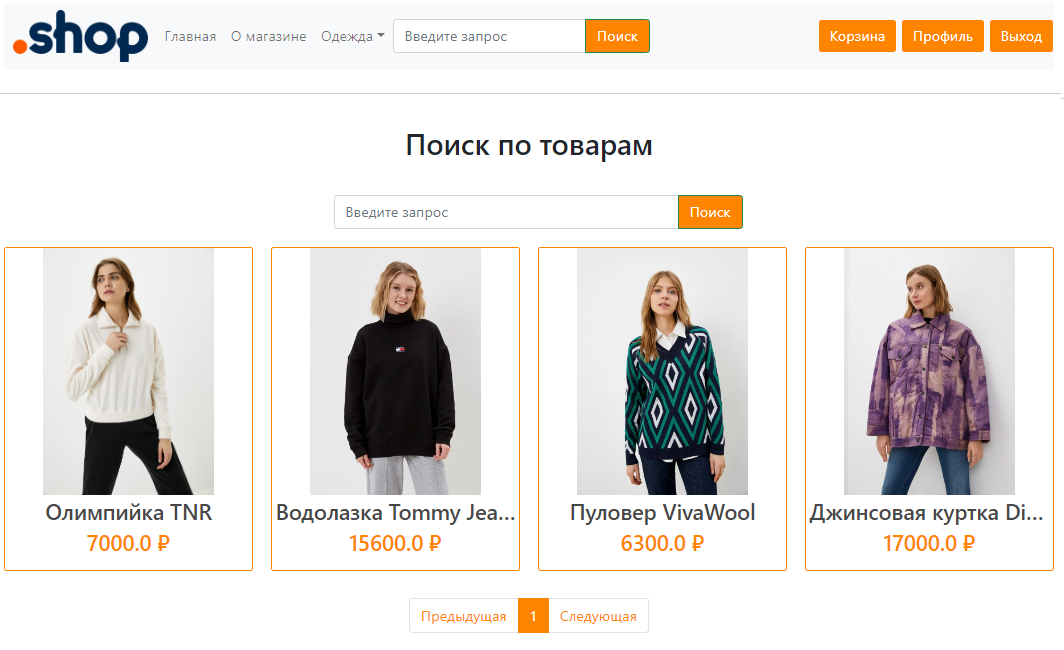 .shop Главная О магазине Одежда Введите запрос Поиск Корзина Профиль Выход
Поиск по товарам
Введите запрос Поиск
Олимпийка TNR
7000.0 ₽
Водолазка Tommy Jea...
15600.0 ₽
Пуловер VivaWool
6300.0 ₽
Джинсовая куртка Di...
17000.0 ₽
Предыдущая 1 Следующая